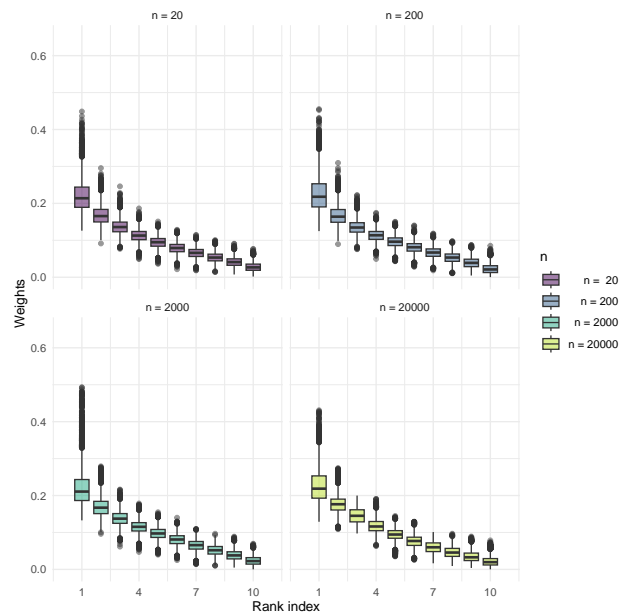 n = 20
n = 200
0.6
0.4
0.2
0.0
n = 2000
n = 20000
0.6
0.4
0.2
0.0
1
4
7
10
1
4
7
10
Rank index
Weights
n
n = 20
n = 200
n = 2000
n = 20000